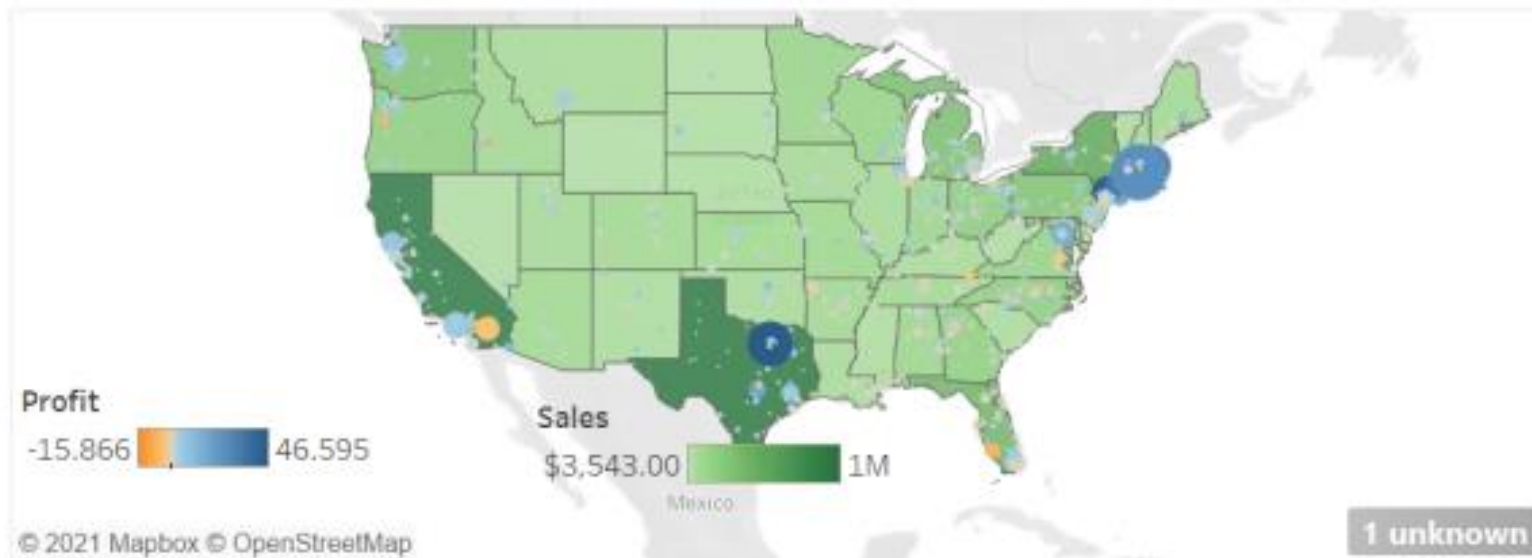 Profit
-15.866 46.595
Sales
$3,543.00 1M
Mexico
© 2021 Mapbox © OpenStreetMap
1 unknown